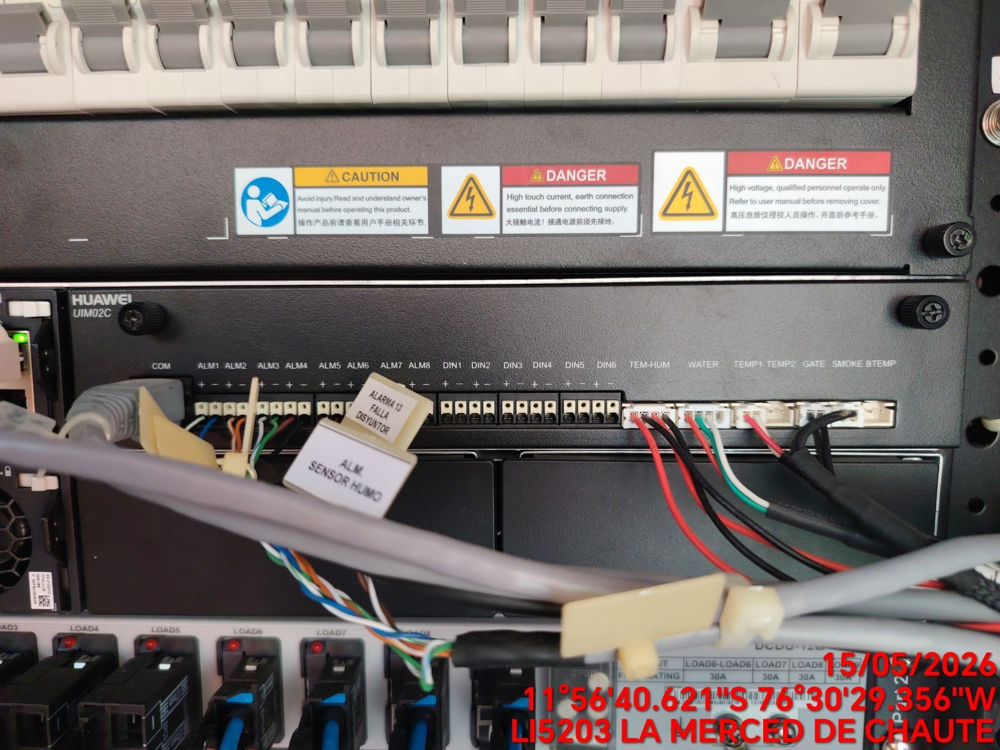 CAUTION
Avoid injury.Read and understand owner's
manual before operating this product.
操作产品前请查看用户手册相关环节.
DANGER
High touch current, earth connection
essential before connecting supply.
大接触电流！接通电源前须先接地。
DANGER
High voltage, qualified personnel operate only.
Refer to user manual before removing cover.
高压危险仅授权人员操作。开盖前参考手册。
HUAWEI
UIM02C
COM ALM1 ALM2 ALM3 ALM4 ALM5 ALM6 ALM7 ALM8 DIN1 DIN2 DIN3 DIN4 DIN5 DIN6 TEM-HUM WATER TEMP1 TEMP2 GATE SMOKE BTEMP
ALARMA 13
FALLA
DISYUNTOR
ALM.
SENSOR HUMO
LOAD4 LOAD5 LOAD6 LOAD7
LOAD0-LOAD6 LOAD7 LOAD8
30A 30A 30A 30A
OPEN
15/05/2026
11°56'40.621"S 76°30'29.356"W
LI5203 LA MERCED DE CHAUTE